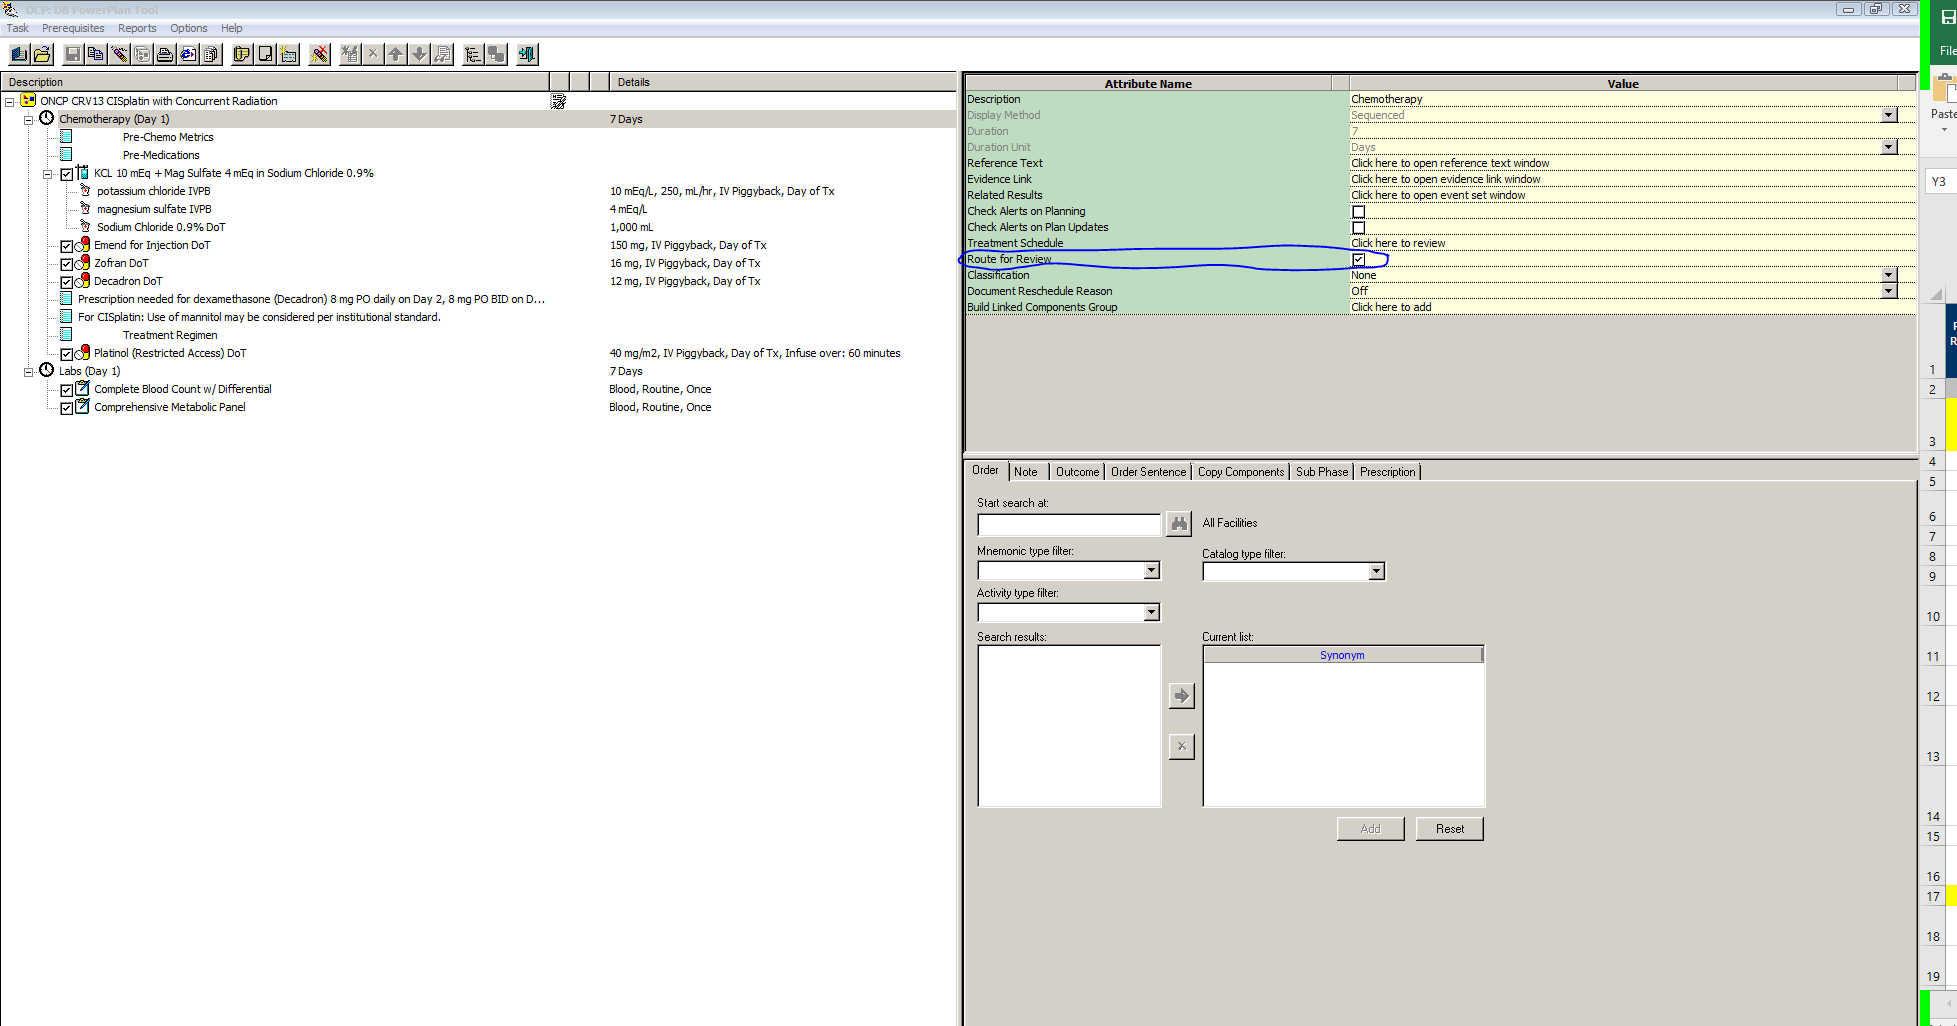 DCP: DB PowerPlan Tool
Task Prerequisites Reports Options Help
Description Details
ONCP CRV13 CISplatin with Concurrent Radiation
Chemotherapy (Day 1) 7 Days
Pre-Chemo Metrics
Pre-Medications
KCL 10 mEq + Mag Sulfate 4 mEq in Sodium Chloride 0.9%
potassium chloride IVPB 10 mEq/L, 250, mL/hr, IV Piggyback, Day of Tx
magnesium sulfate IVPB 4 mEq/L
Sodium Chloride 0.9% DoT 1,000 mL
Emend for Injection DoT 150 mg, IV Piggyback, Day of Tx
Zofran DoT 16 mg, IV Piggyback, Day of Tx
Decadron DoT 12 mg, IV Piggyback, Day of Tx
Prescription needed for dexamethasone (Decadron) 8 mg PO daily on Day 2, 8 mg PO BID on D...
For CISplatin: Use of mannitol may be considered per institutional standard.
Treatment Regimen
Platinol (Restricted Access) DoT 40 mg/m2, IV Piggyback, Day of Tx, Infuse over: 60 minutes
Labs (Day 1) 7 Days
Complete Blood Count w/ Differential Blood, Routine, Once
Comprehensive Metabolic Panel Blood, Routine, Once
Attribute Name Value
Description Chemotherapy
Display Method Sequenced
Duration 7
Duration Unit Days
Reference Text Click here to open reference text window
Evidence Link Click here to open evidence link window
Related Results Click here to open event set window
Check Alerts on Planning
Check Alerts on Plan Updates
Treatment Schedule Click here to review
Route for Review
Classification None
Document Reschedule Reason Off
Build Linked Components Group Click here to add
Order Note Outcome Order Sentence Copy Components Sub Phase Prescription
Start search at:
All Facilities
Mnemonic type filter: Catalog type filter:
Activity type filter:
Search results: Current list:
Synonym
Add Reset
File
Paste
Y3
R
1
2
3
4
5
6
7
8
9
10
11
12
13
14
15
16
17
18
19